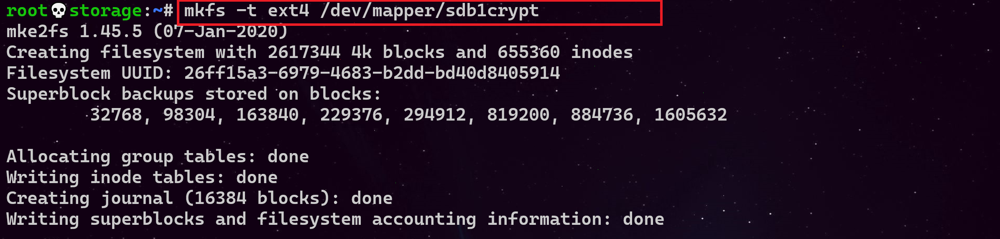 root💀storage:~# mkfs -t ext4 /dev/mapper/sdb1crypt
mke2fs 1.45.5 (07-Jan-2020)
Creating filesystem with 2617344 4k blocks and 655360 inodes
Filesystem UUID: 26ff15a3-6979-4683-b2dd-bd40d8405914
Superblock backups stored on blocks:
        32768, 98304, 163840, 229376, 294912, 819200, 884736, 1605632
Allocating group tables: done
Writing inode tables: done
Creating journal (16384 blocks): done
Writing superblocks and filesystem accounting information: done